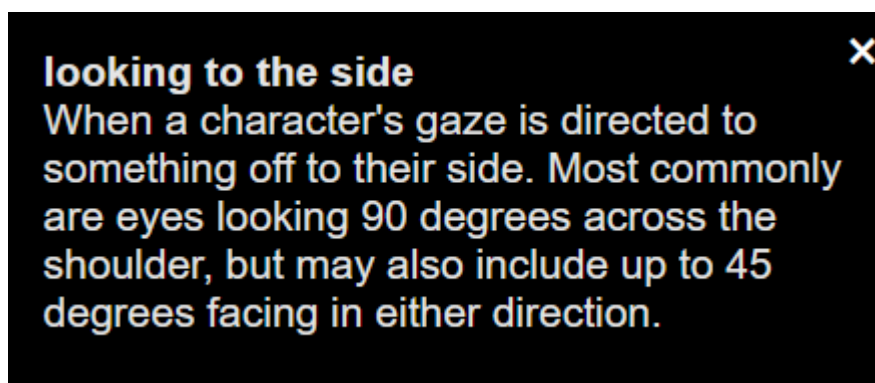 looking to the side
When a character's gaze is directed to
something off to their side. Most commonly
are eyes looking 90 degrees across the
shoulder, but may also include up to 45
degrees facing in either direction.